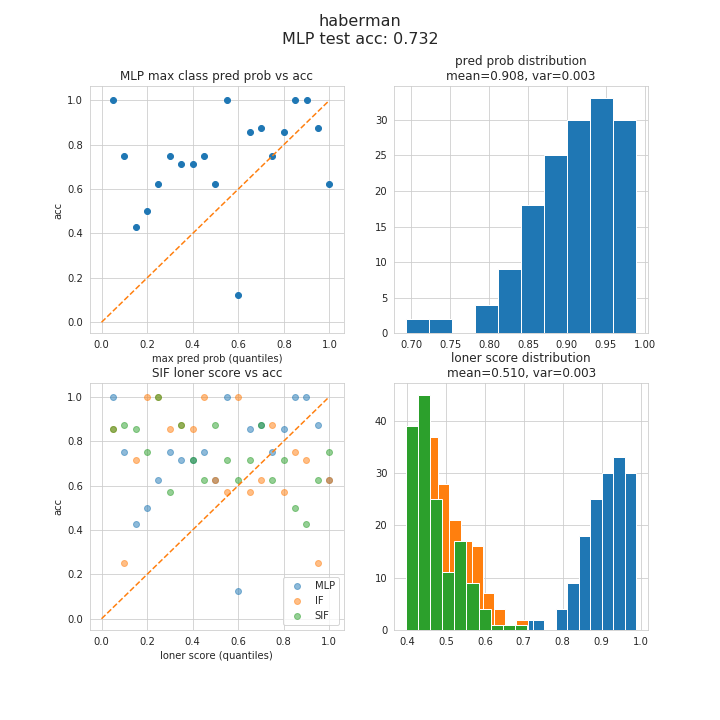 haberman
MLP test acc: 0.732
MLP max class pred prob vs acc
1.0
0.8
0.6
0.4
0.2
0.0
acc
0.0 0.2 0.4 0.6 0.8 1.0
max pred prob (quantiles)
pred prob distribution
mean=0.908, var=0.003
30
25
20
15
10
5
0
0.70 0.75 0.80 0.85 0.90 0.95 1.00
SIF loner score vs acc
1.0
0.8
0.6
0.4
0.2
0.0
acc
MLP
IF
SIF
0.0 0.2 0.4 0.6 0.8 1.0
loner score (quantiles)
loner score distribution
mean=0.510, var=0.003
40
30
20
10
0
0.4 0.5 0.6 0.7 0.8 0.9 1.0